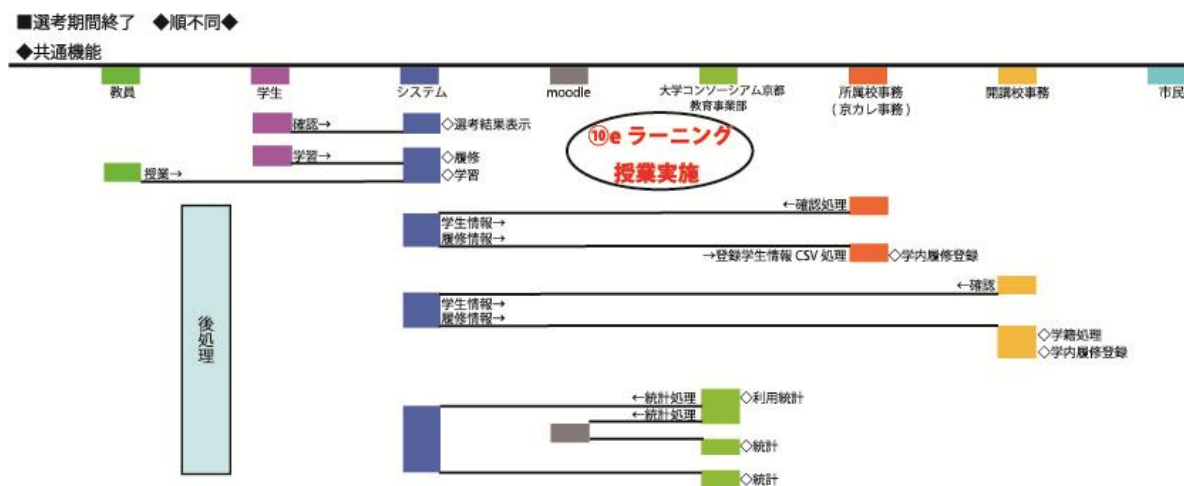 ■選考期間終了　◆順不同◆
◆共通機能
教員
学生
システム
moodle
大学コンソーシアム京都
教育事業部
所属校事務
(京カレ事務)
開講校事務
市民
確認→
◇選考結果表示
⑩eラーニング
授業実施
学習→
◇履修
◇学習
授業→
←確認処理
学生情報→
履修情報→
→登録学生情報CSV処理
◇学内履修登録
←確認
学生情報→
履修情報→
◇学籍処理
◇学内履修登録
後処理
←統計処理
◇利用統計
←統計処理
◇統計
◇統計